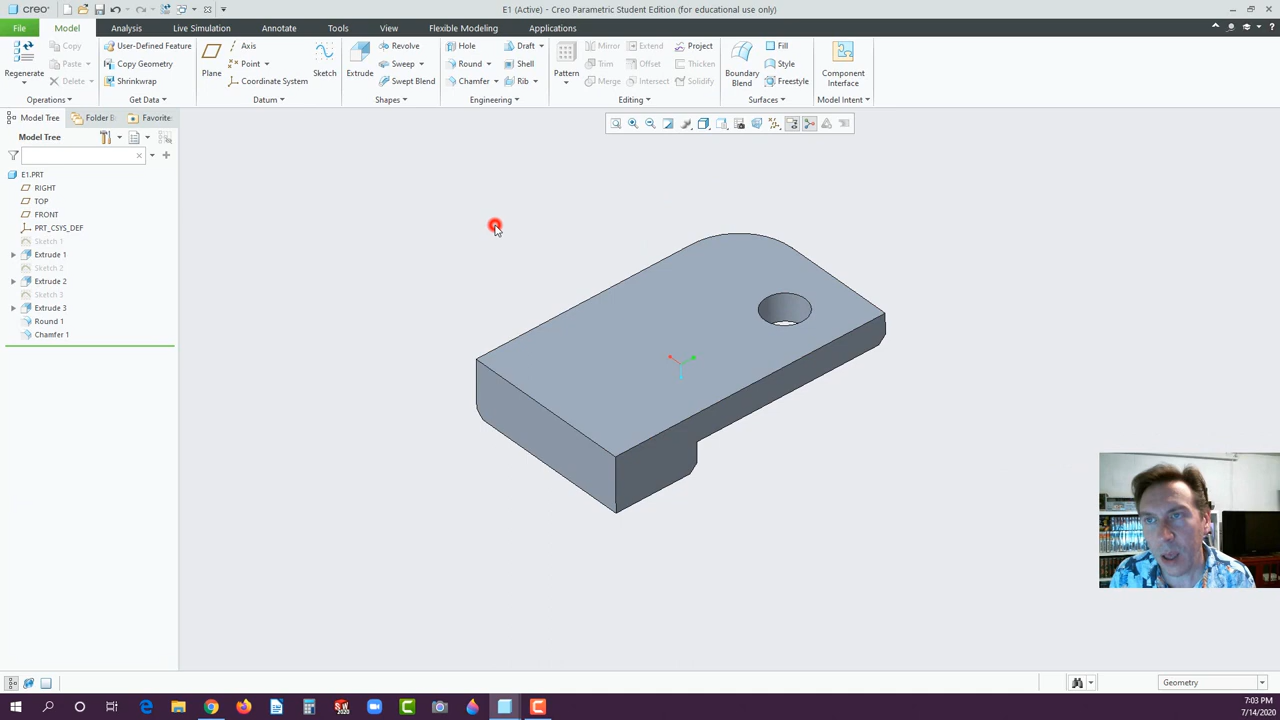 creo
E1 (Active) - Creo Parametric Student Edition (for educational use only)
File Model Analysis Live Simulation Annotate Tools View Flexible Modeling Applications
Regenerate
Copy
Paste
Delete
Operations
User-Defined Feature
Copy Geometry
Shrinkwrap
Get Data
Plane
Axis
Point
Coordinate System
Sketch
Datum
Extrude
Revolve
Sweep
Swept Blend
Shapes
Hole
Round
Chamfer
Draft
Shell
Rib
Engineering
Pattern
Mirror
Trim
Merge
Extend
Offset
Intersect
Project
Thicken
Solidify
Editing
Boundary
Blend
Fill
Style
Freestyle
Surfaces
Component
Interface
Model Intent
Model Tree Folder B Favorite
Model Tree
E1.PRT
RIGHT
TOP
FRONT
PRT_CSYS_DEF
Sketch 1
Extrude 1
Sketch 2
Extrude 2
Sketch 3
Extrude 3
Round 1
Chamfer 1
Geometry
7:03 PM
7/14/2020